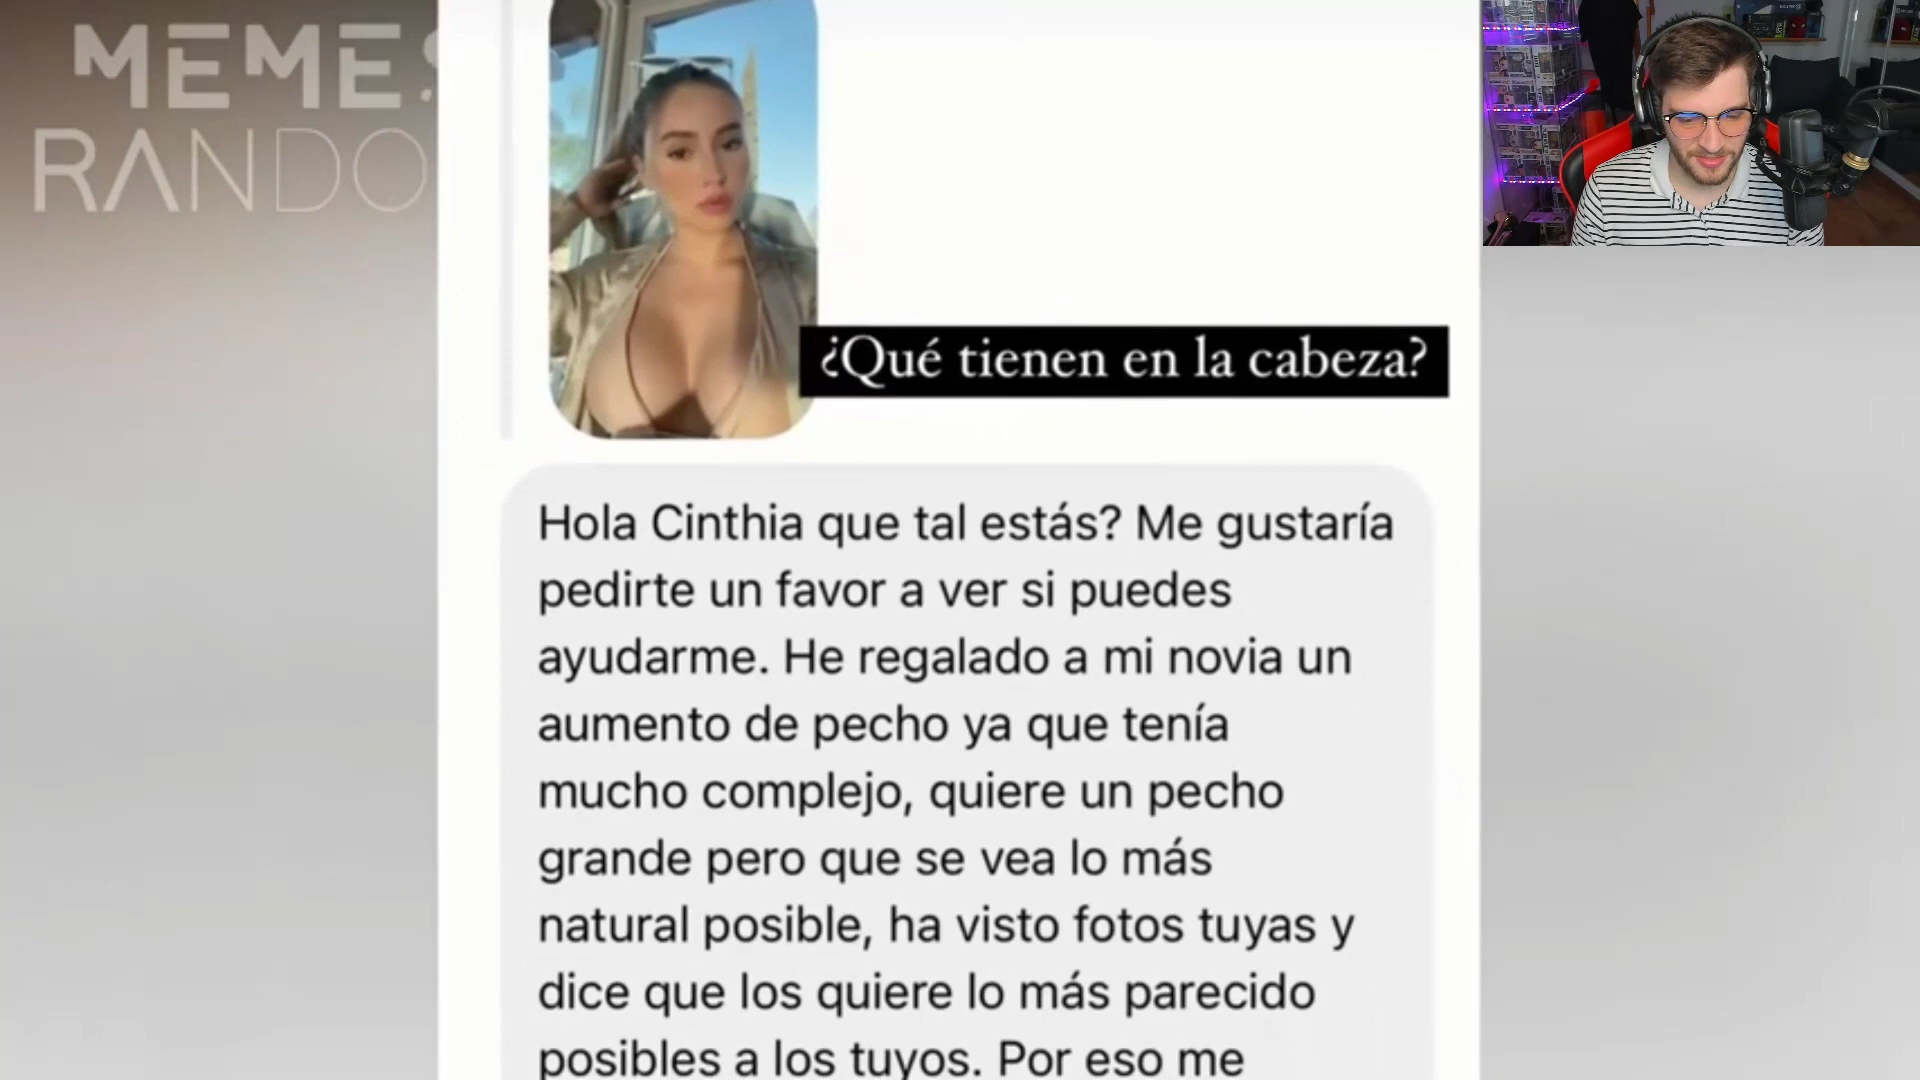 MEMES
RANDO
¿Qué tienen en la cabeza?
Hola Cinthia que tal estás? Me gustaría
pedirte un favor a ver si puedes
ayudarme. He regalado a mi novia un
aumento de pecho ya que tenía
mucho complejo, quiere un pecho
grande pero que se vea lo más
natural posible, ha visto fotos tuyas y
dice que los quiere lo más parecido
posibles a los tuyos. Por eso me